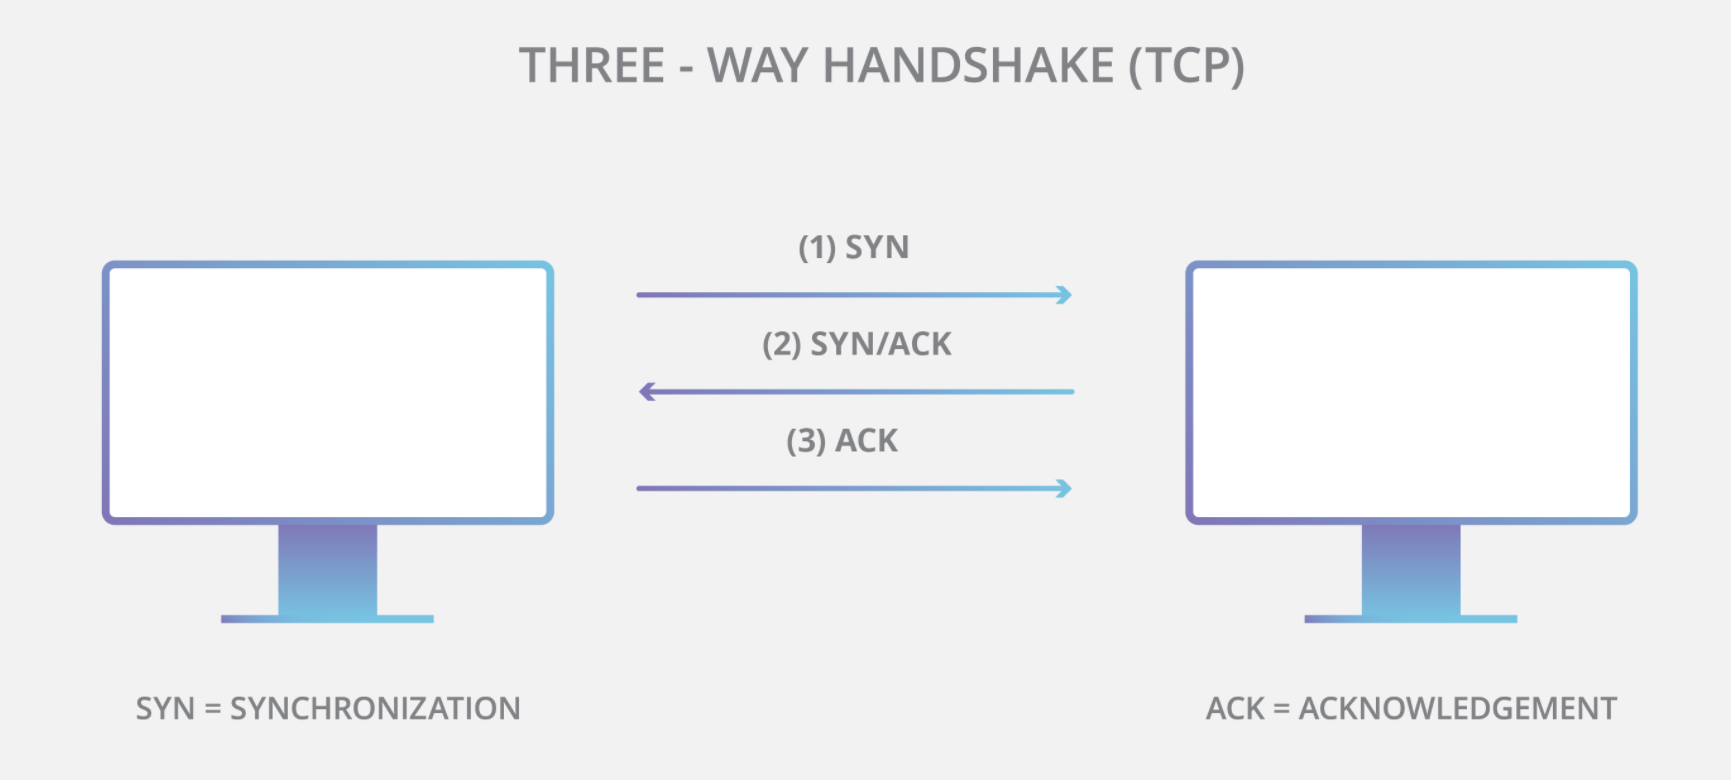 THREE - WAY HANDSHAKE (TCP)
(1) SYN
(2) SYN/ACK
(3) ACK
SYN = SYNCHRONIZATION
ACK = ACKNOWLEDGEMENT